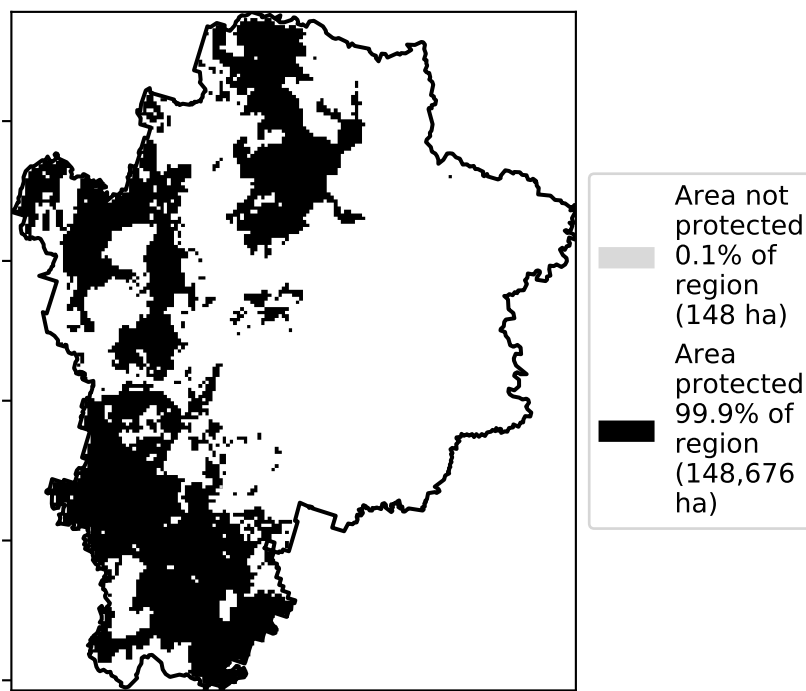 Area not
protected
0.1% of
region
(148 ha)
Area
protected
99.9% of
region
(148,676
ha)